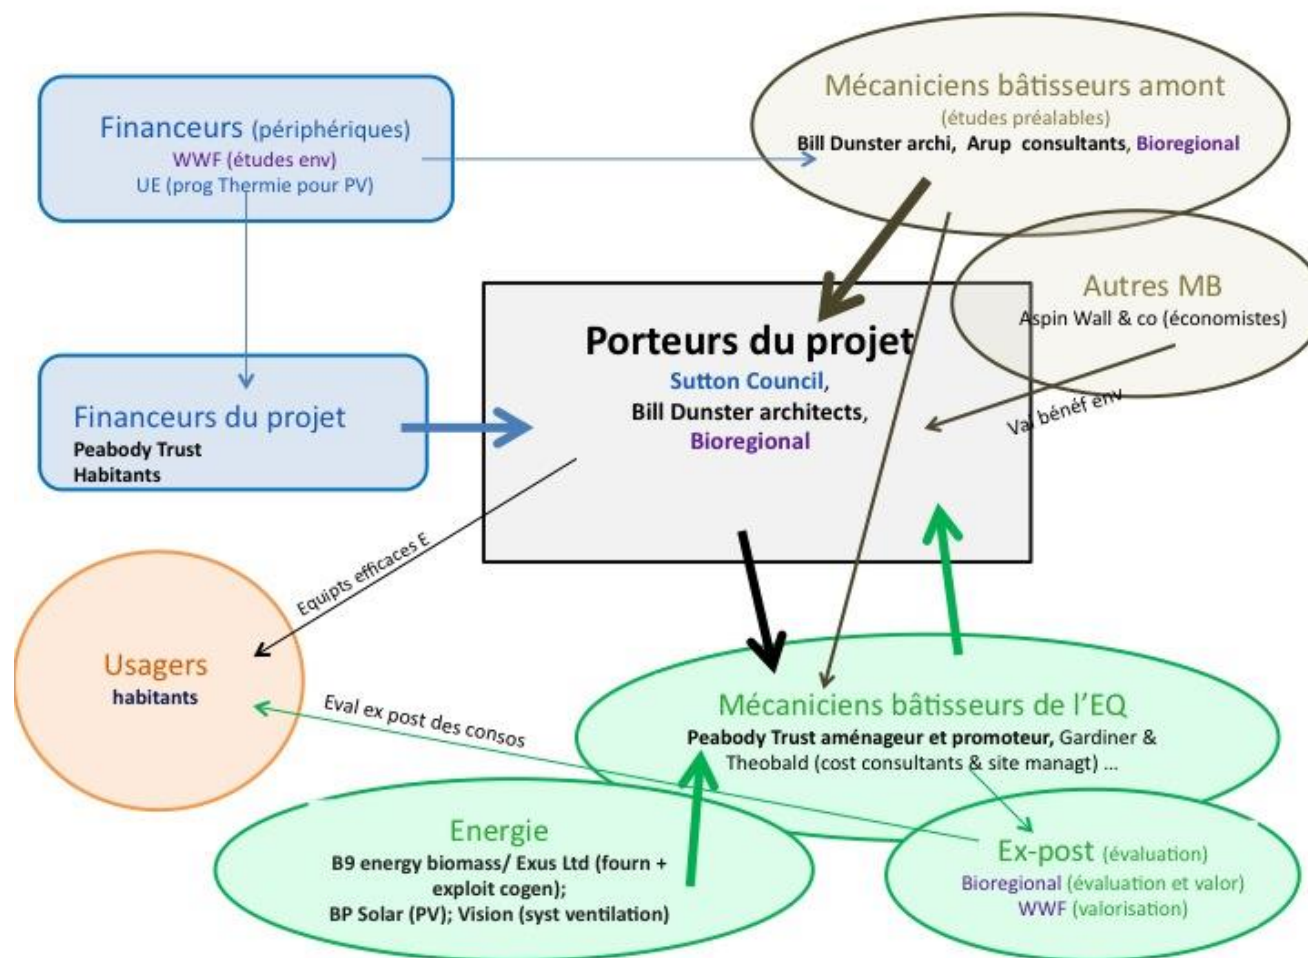 Financeurs (périphériques)
WWF (études env)
UE (prog Thermie pour PV)
Mécaniciens bâtisseurs amont
(études préalables)
Bill Dunster archi, Arup consultants, Bioregional
Autres MB
Aspin Wall & co (économistes)
Val bénéf env
Porteurs du projet
Sutton Council,
Bill Dunster architects,
Bioregional
Financeurs du projet
Peabody Trust
Habitants
Equipts efficaces E
Usagers
habitants
Eval ex post des consos
Mécaniciens bâtisseurs de l’EQ
Peabody Trust aménageur et promoteur, Gardiner &
Theobald (cost consultants & site managt) ...
Energie
B9 energy biomass/ Exus Ltd (fourn +
exploit cogen);
BP Solar (PV); Vision (syst ventilation)
Ex-post (évaluation)
Bioregional (évaluation et valor)
WWF (valorisation)